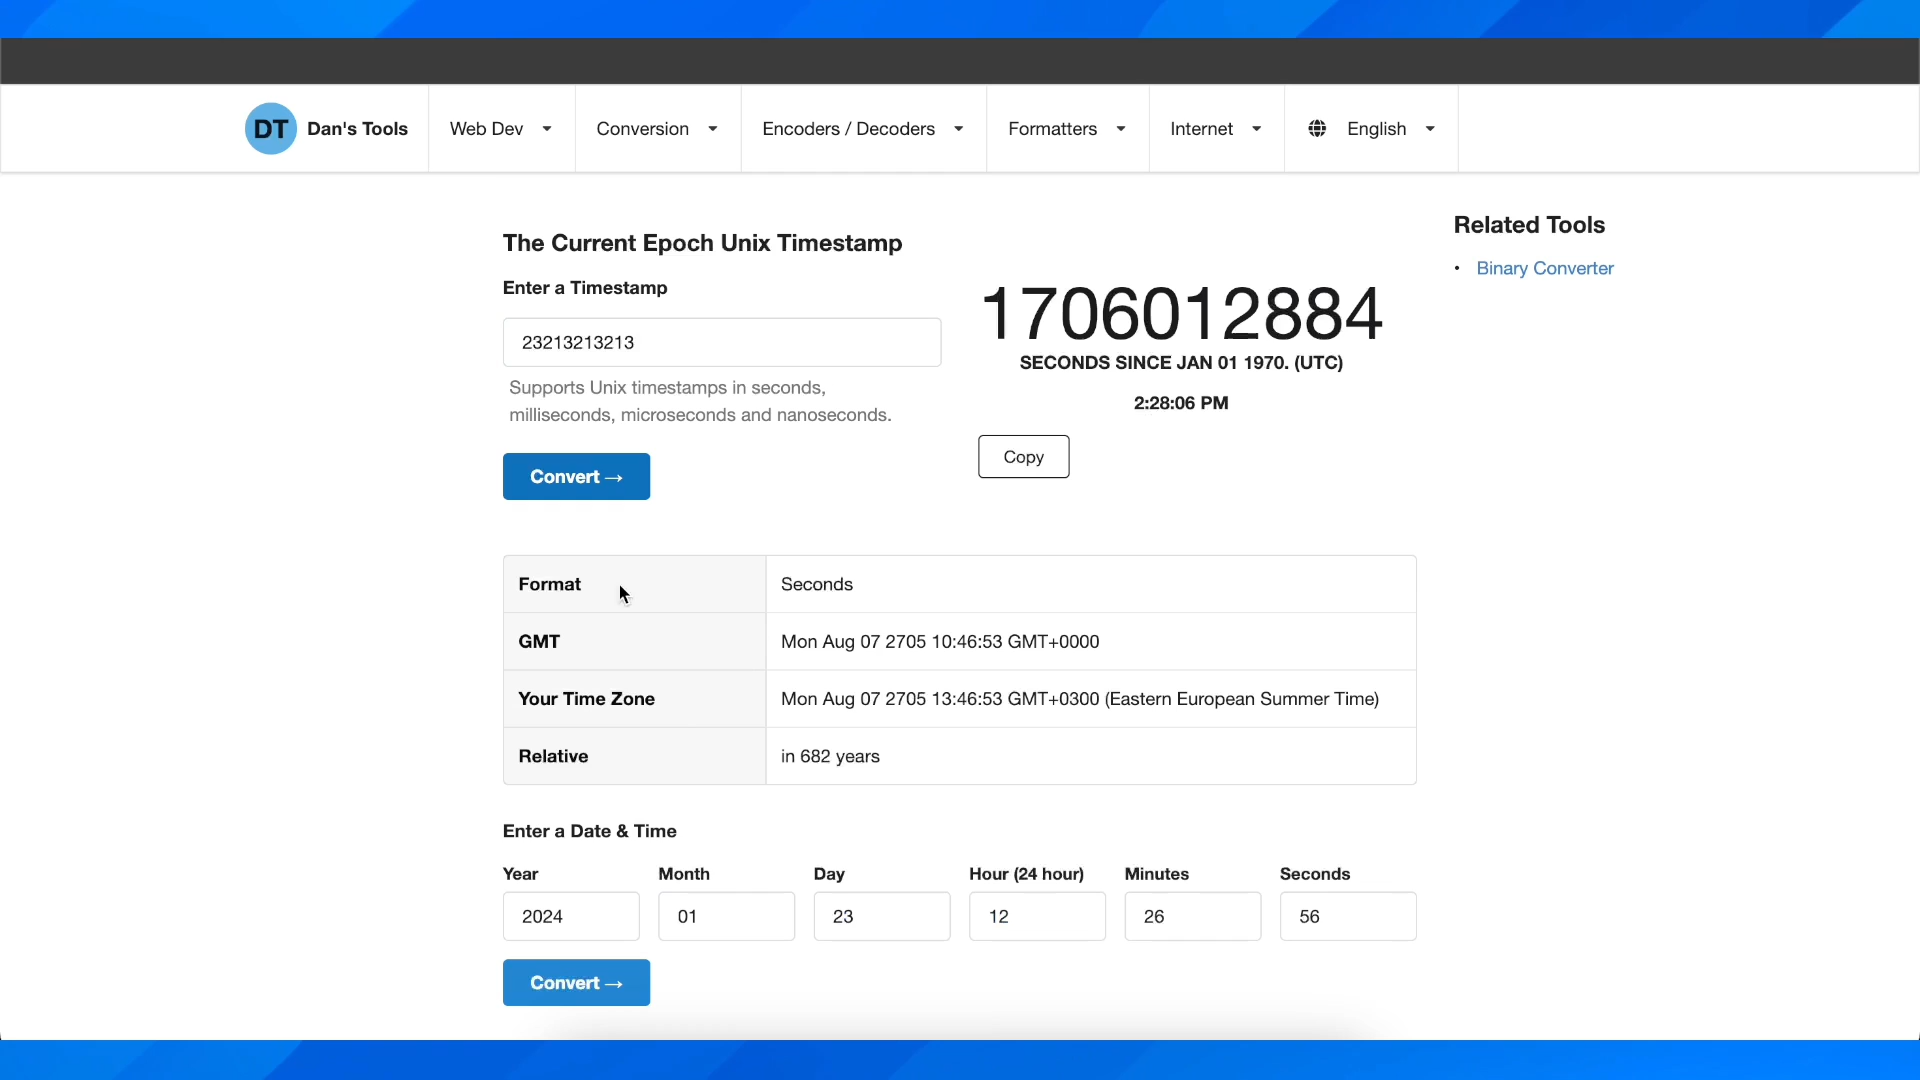 DT Dan's Tools Web Dev Conversion Encoders / Decoders Formatters Internet English
The Current Epoch Unix Timestamp
Enter a Timestamp
23213213213
Supports Unix timestamps in seconds,
milliseconds, microseconds and nanoseconds.
Convert →
1706012884
SECONDS SINCE JAN 01 1970. (UTC)
2:28:06 PM
Copy
Related Tools
• Binary Converter
Format Seconds
GMT Mon Aug 07 2705 10:46:53 GMT+0000
Your Time Zone Mon Aug 07 2705 13:46:53 GMT+0300 (Eastern European Summer Time)
Relative in 682 years
Enter a Date & Time
Year Month Day Hour (24 hour) Minutes Seconds
2024 01 23 12 26 56
Convert →